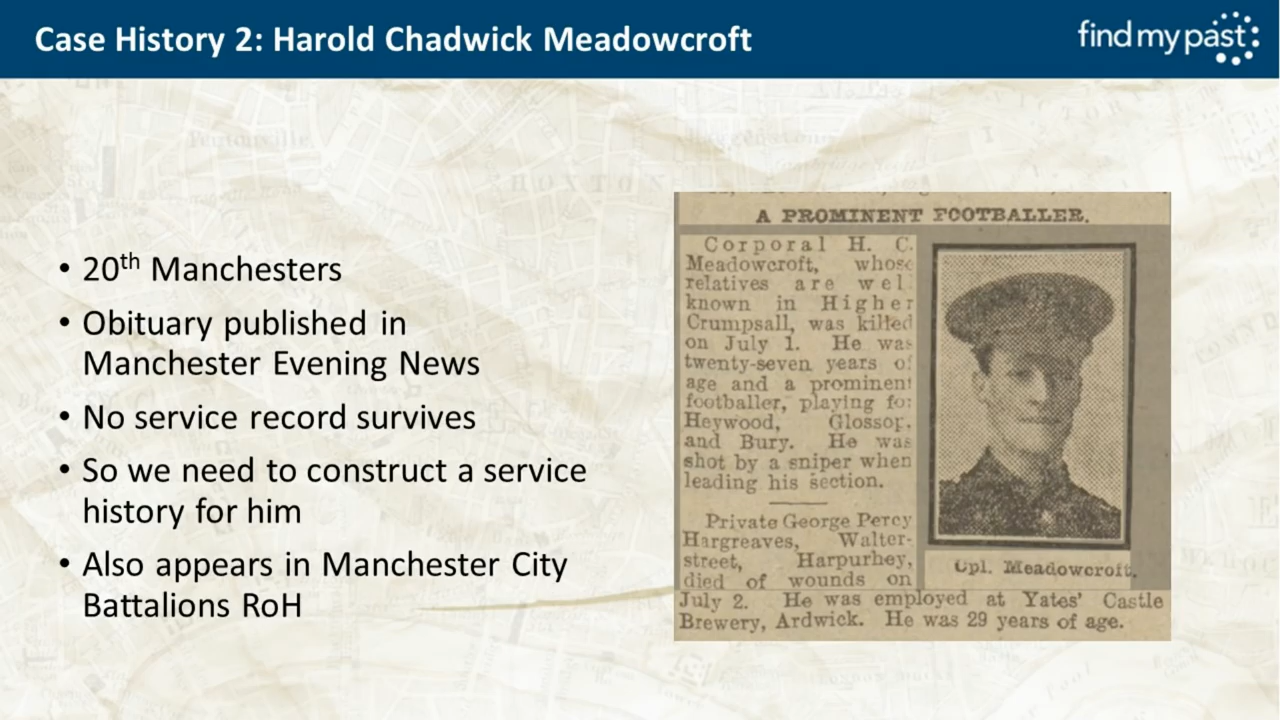 Case History 2: Harold Chadwick Meadowcroft
findmypast
• 20th Manchesters
• Obituary published in
Manchester Evening News
• No service record survives
• So we need to construct a service
history for him
• Also appears in Manchester City
Battalions RoH
A PROMINENT FOOTBALLER.
Corporal H. C.
Meadowcroft, whose
relatives are wel
known in Higher
Crumpsall, was killed
on July 1. He was
twenty-seven years of
age and a prominent
footballer, playing for
Heywood, Glossop,
and Bury. He was
shot by a sniper when
leading his section.
Private George Percy
Hargreaves, Walter-
street, Harpurhey,
died of wounds on
July 2. He was employed at Yates' Castle
Brewery, Ardwick. He was 29 years of age.
Cpl. Meadowcroft.